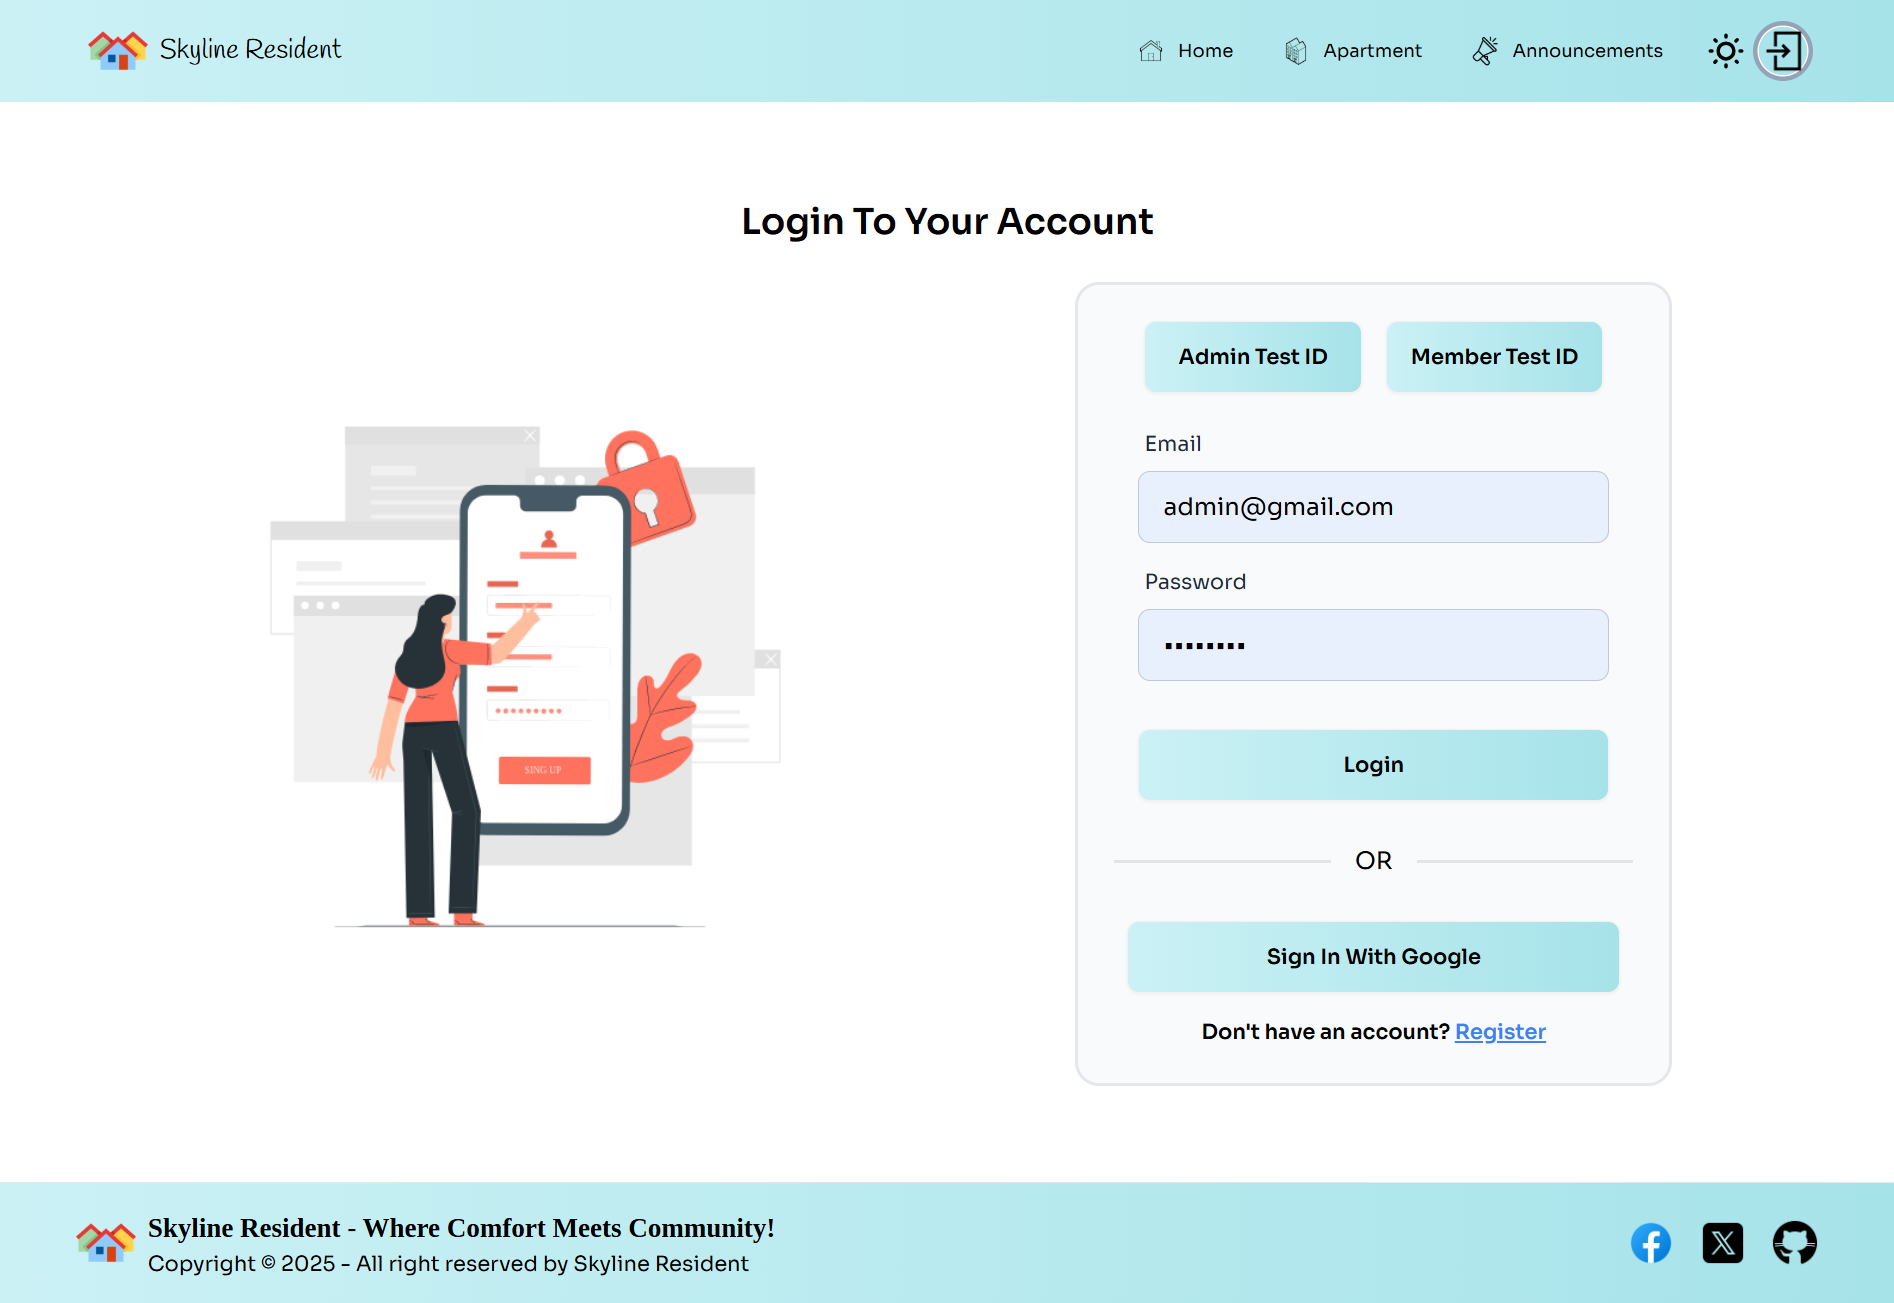 Skyline Resident
Home
Apartment
Announcements
Login To Your Account
Admin Test ID
Member Test ID
Email
admin@gmail.com
Password
SING UP
Login
OR
Sign In With Google
Don't have an account? Register
Skyline Resident - Where Comfort Meets Community!
Copyright © 2025 - All right reserved by Skyline Resident